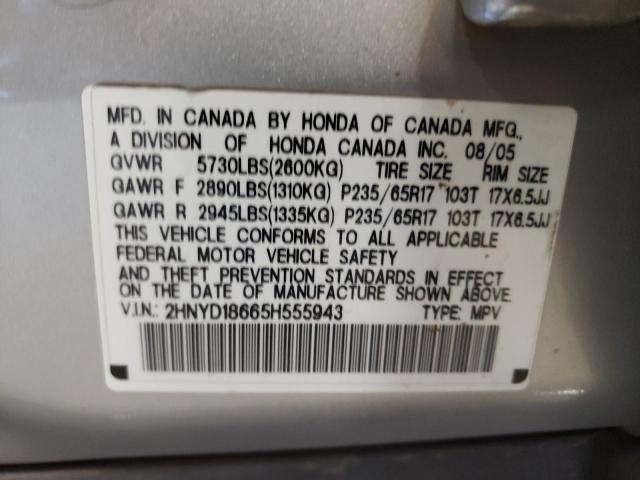 MFD. IN CANADA BY HONDA OF CANADA MFG.,
A DIVISION OF HONDA CANADA INC. 08/05
GVWR 5730LBS(2600KG) TIRE SIZE RIM SIZE
GAWR F 2890LBS(1310KG) P235/65R17 103T 17X6.5JJ
GAWR R 2945LBS(1335KG) P235/65R17 103T 17X6.5JJ
THIS VEHICLE CONFORMS TO ALL APPLICABLE
FEDERAL MOTOR VEHICLE SAFETY
AND THEFT PREVENTION STANDARDS IN EFFECT
ON THE DATE OF MANUFACTURE SHOWN ABOVE.
V.I.N.: 2HNYD18665H555943 TYPE: MPV